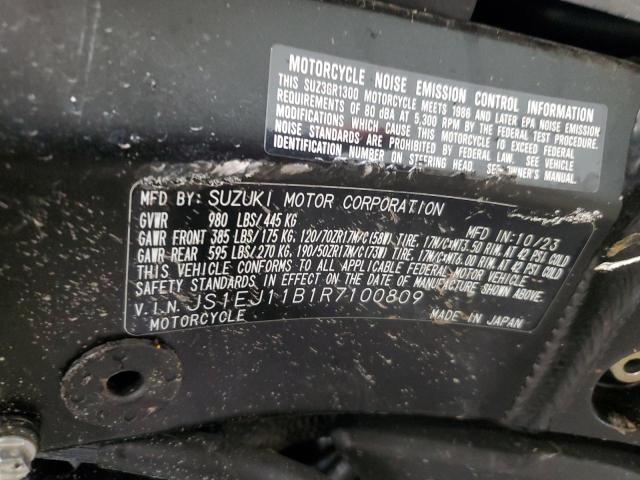 MOTORCYCLE NOISE EMISSION CONTROL INFORMATION
THIS SUZ3GR1300 MOTORCYCLE MEETS 1986 AND LATER EPA NOISE EMISSION
REQUIREMENTS OF 80 dBA AT 5,300 RPM BY THE FEDERAL TEST PROCEDURE.
MODIFICATIONS WHICH CAUSE THIS MOTORCYCLE TO EXCEED FEDERAL
NOISE STANDARDS ARE PROHIBITED BY FEDERAL LAW. SEE VEHICLE
IDENTIFICATION NUMBER ON STEERING HEAD. SEE OWNER'S MANUAL.
MFD BY: SUZUKI MOTOR CORPORATION
GVWR 980 LBS/445 KG MFD IN:10/23
GAWR FRONT 385 LBS/175 KG, 120/70ZR17M/C(58W) TIRE, 17M/C×MT3.50 RIM, AT 42 PSI COLD
GAWR REAR 595 LBS/270 KG, 190/50ZR17M/C(73W) TIRE, 17M/C×MT6.00 RIM, AT 42 PSI COLD
THIS VEHICLE CONFORMS TO ALL APPLICABLE FEDERAL MOTOR VEHICLE
SAFETY STANDARDS IN EFFECT ON THE DATE OF MANUFACTURE SHOWN ABOVE.
V.I.N. JS1EJ11B1R7100809
MOTORCYCLE MADE IN JAPAN